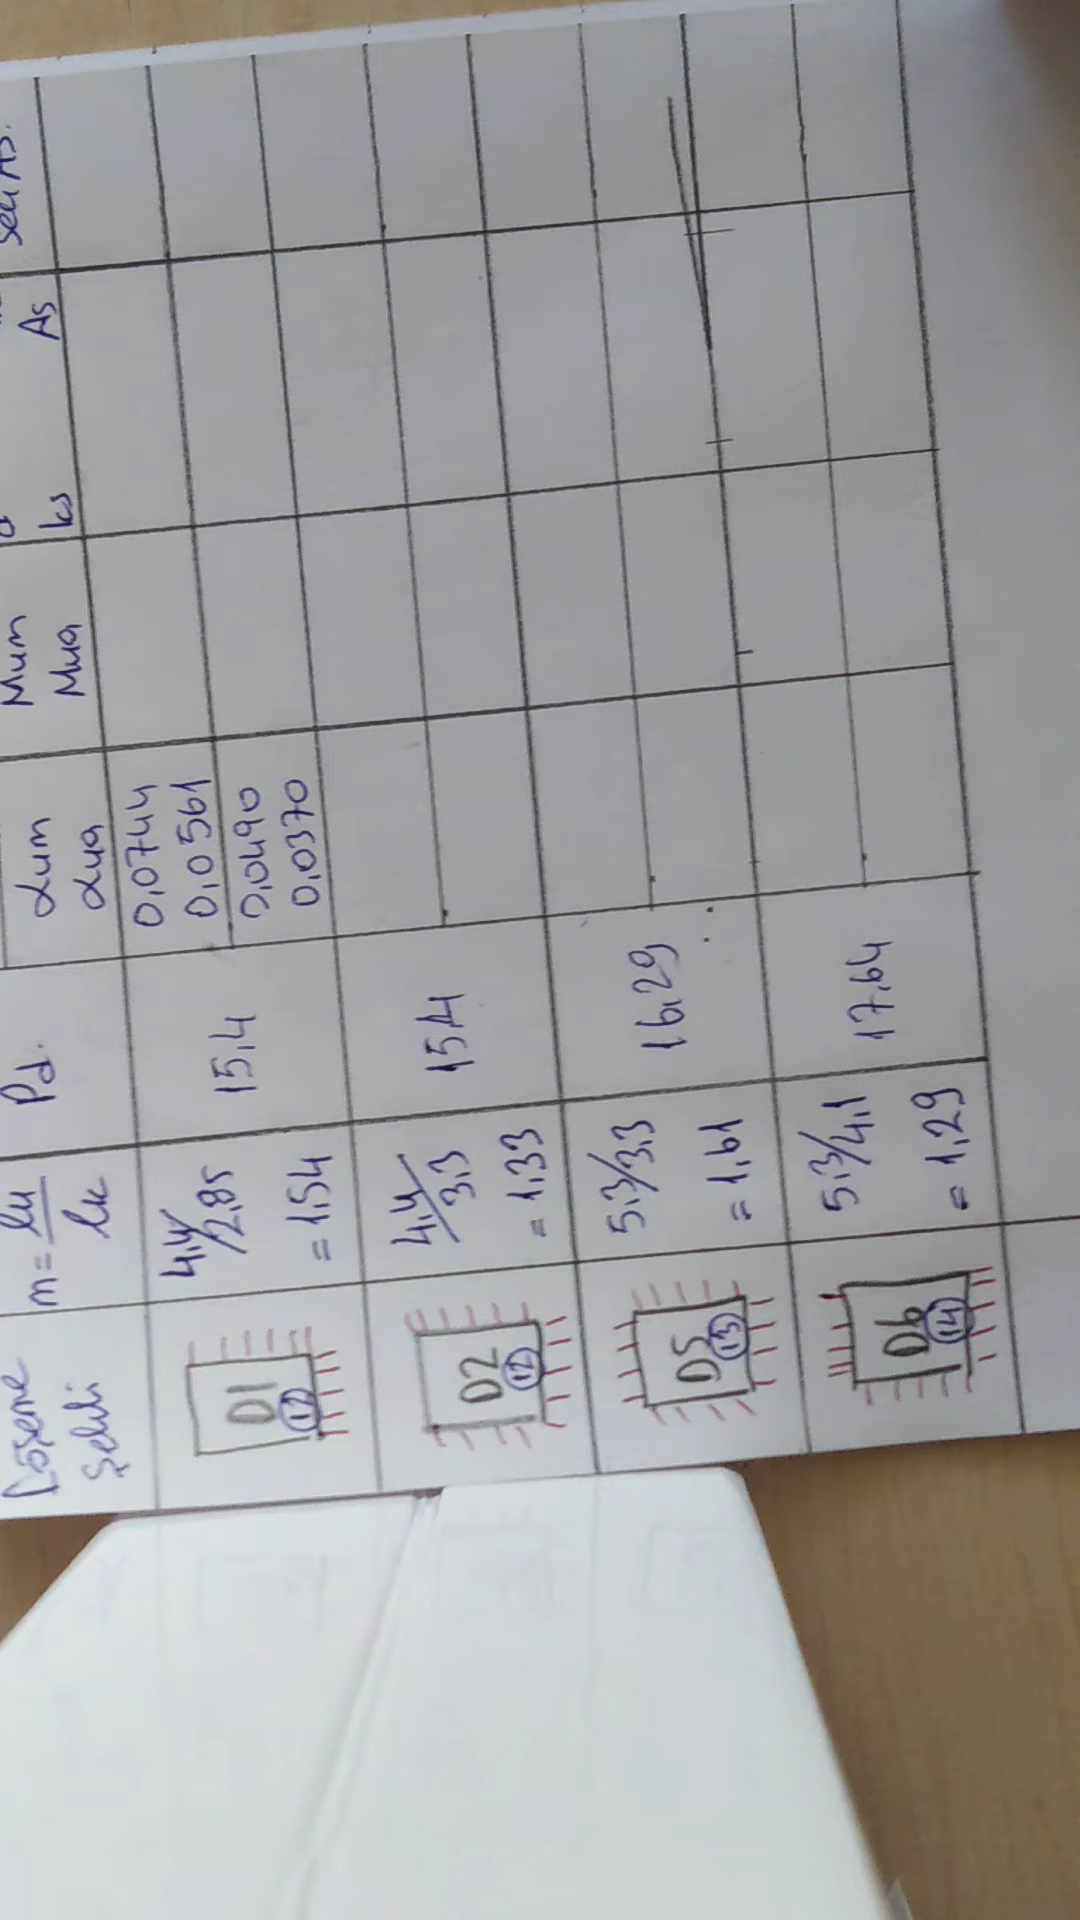 Döşeme
Şekli
m = lu
lk
Pd.
αum
αua
Mum
Mua
ks
As
D1
12
4.4/2.85
= 1.54
15.4
0.0744
0.0561
0.0490
0.0370
D2
12
4.4/3.3
= 1.33
15.4
D5
13
5.3/3.3
= 1.61
16.29
D6
14
5.3/4.1
= 1.29
17.64